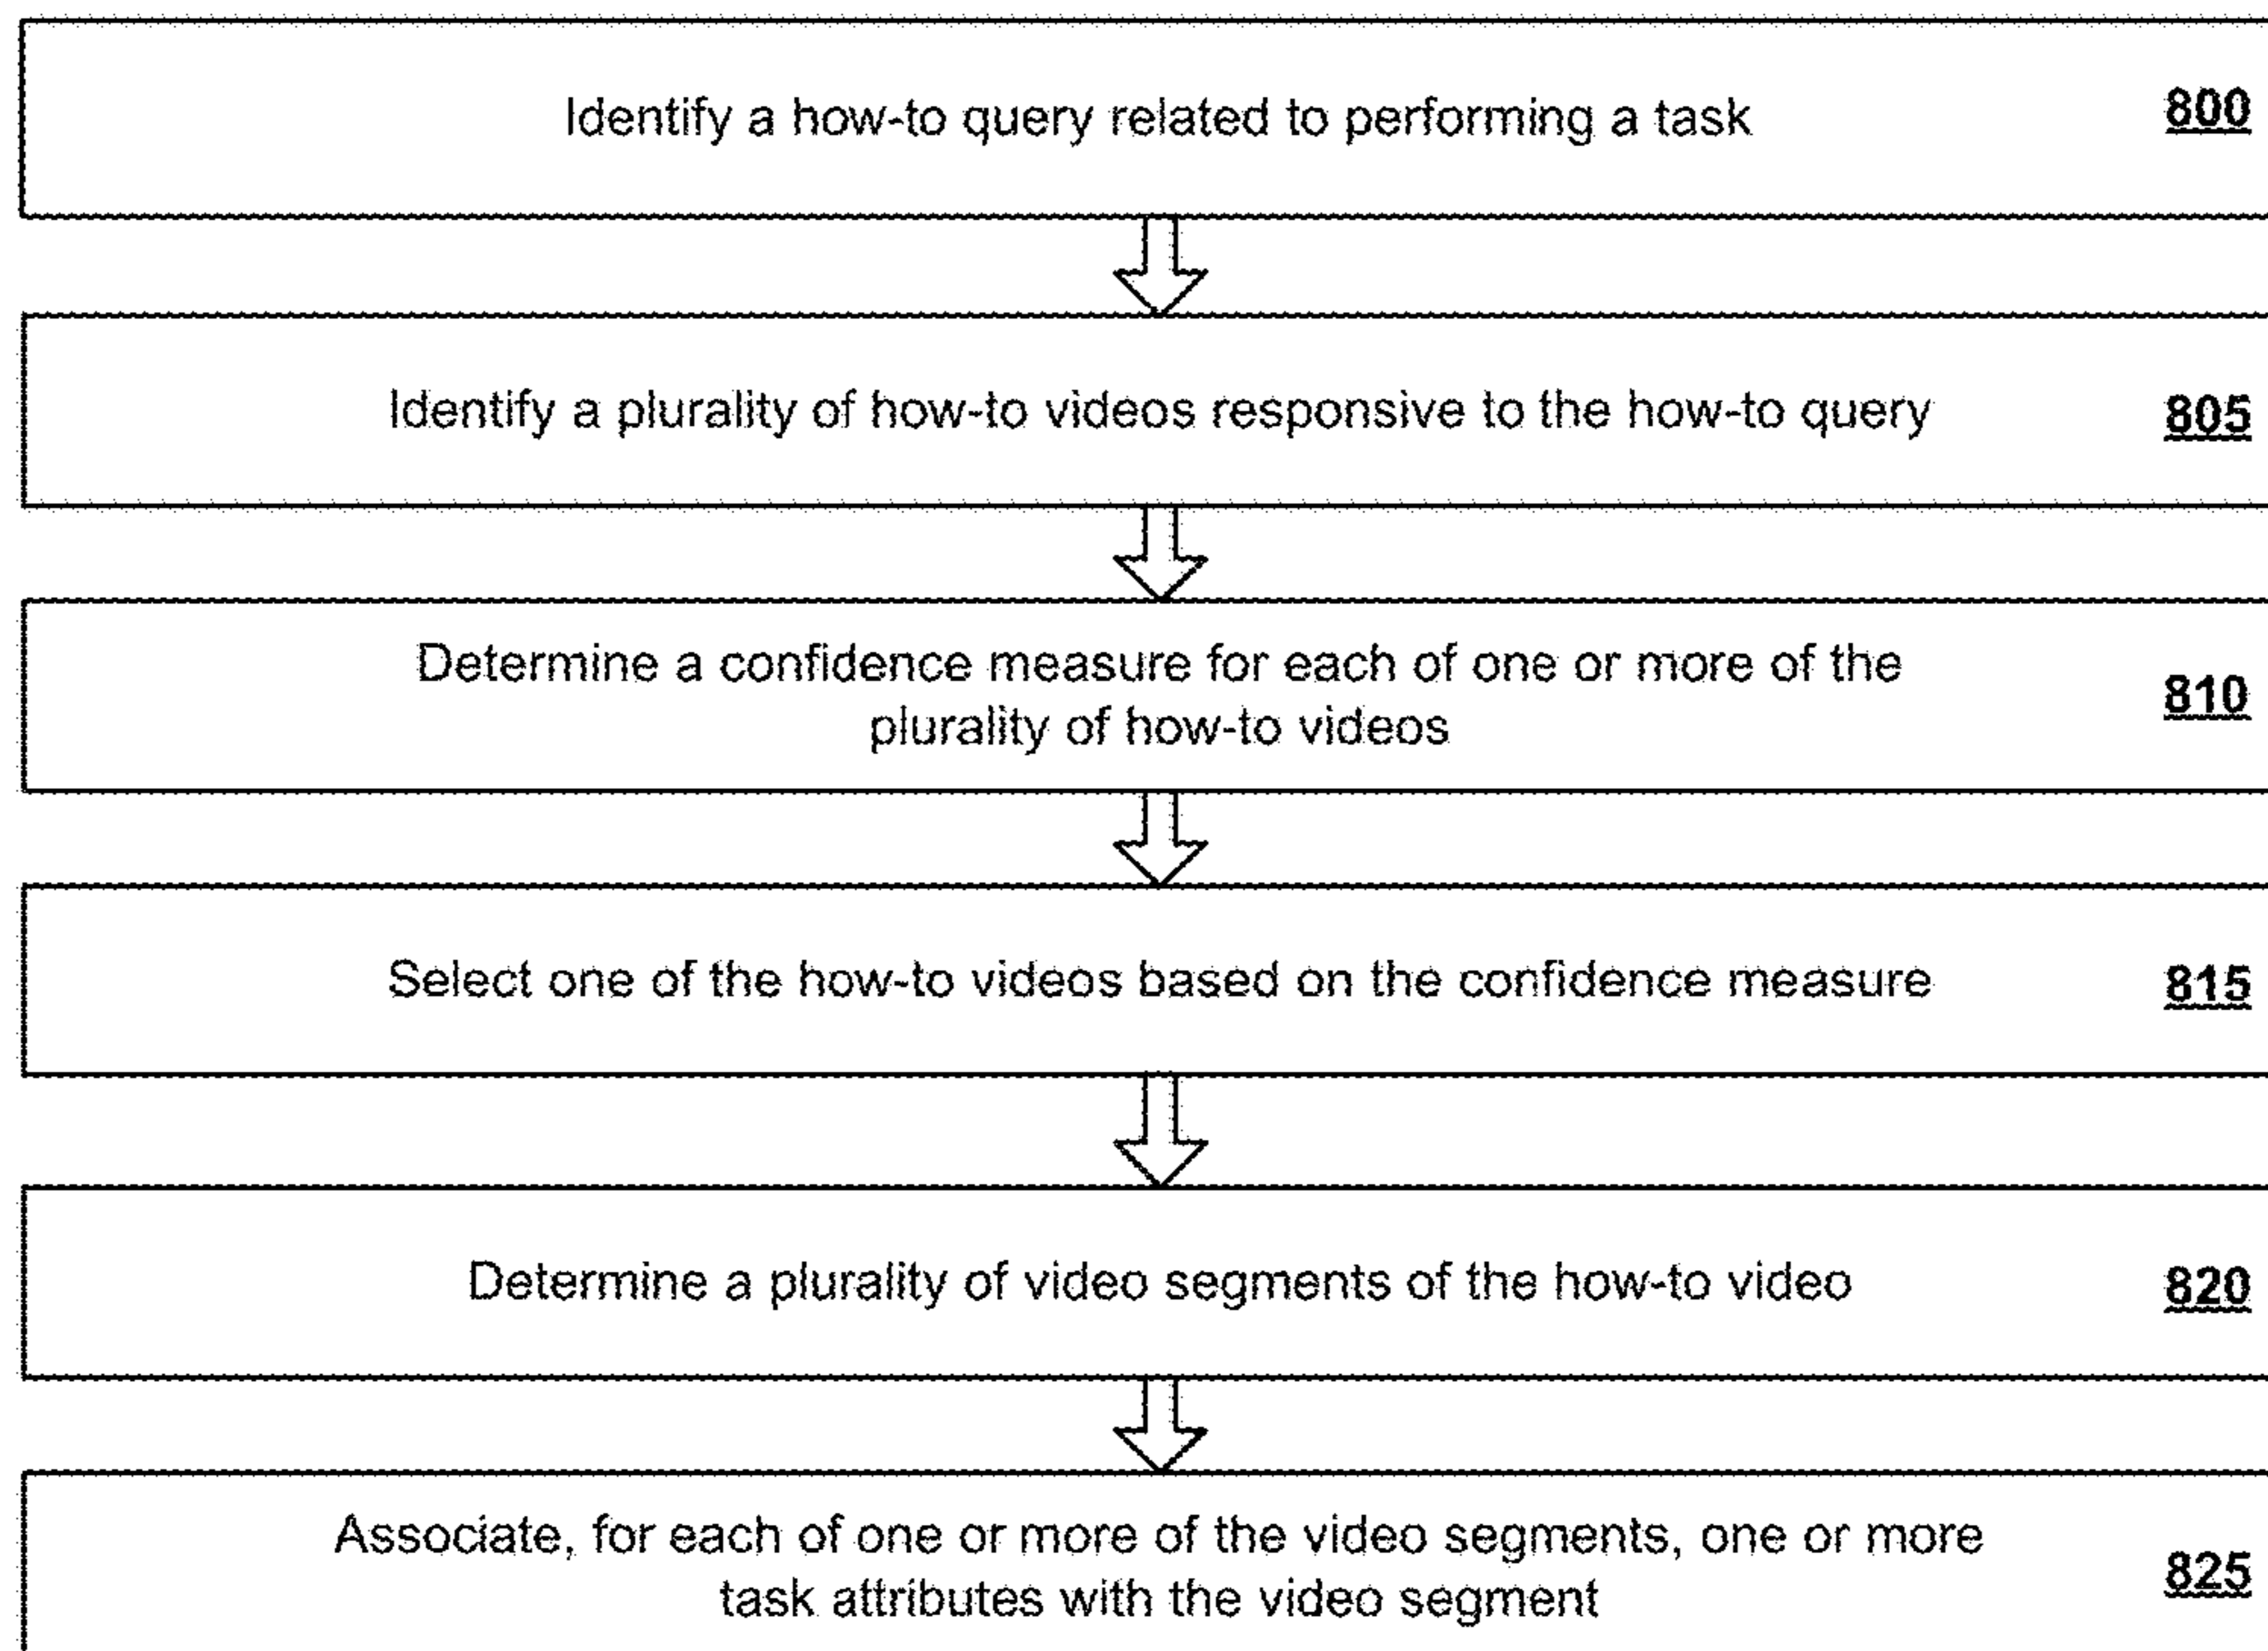 Identify a how-to query related to performing a task 800
Identify a plurality of how-to videos responsive to the how-to query 805
Determine a confidence measure for each of one or more of the
plurality of how-to videos 810
Select one of the how-to videos based on the confidence measure 815
Determine a plurality of video segments of the how-to video 820
Associate, for each of one or more of the video segments, one or more
task attributes with the video segment 825